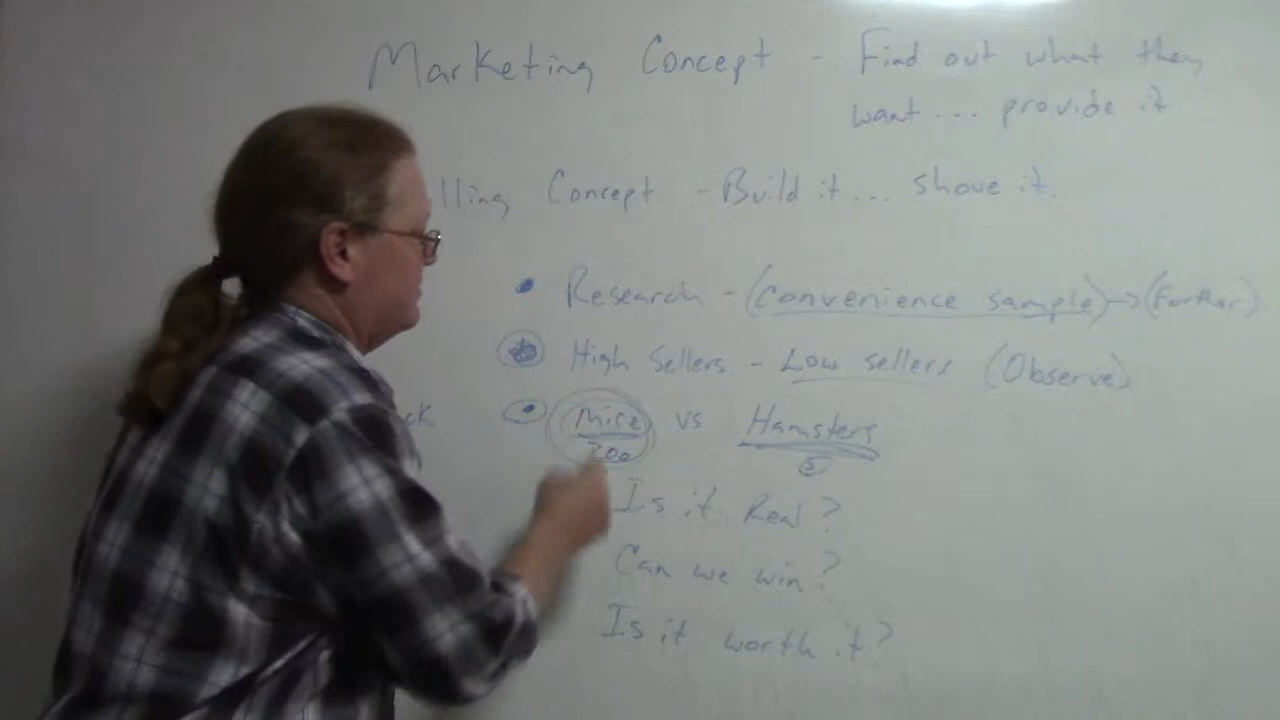 Marketing Concept - Find out what they
want... provide it
lling Concept - Build it... shove it
• Research - (Convenience sample) → (Further)
• High Sellers - Low sellers (Observe)
ck • Mice vs Hamsters
200 5
Is it Real?
Can we win?
Is it worth it?